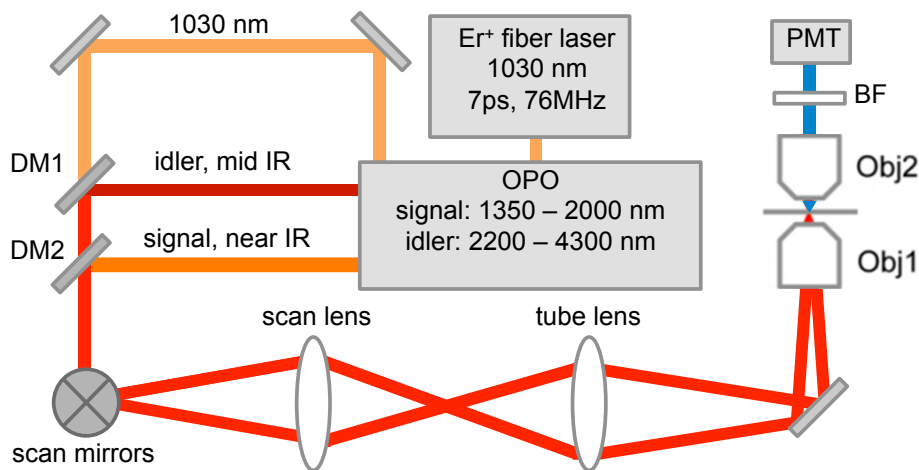 1030 nm
Er⁺ fiber laser
1030 nm
7ps, 76MHz
PMT
BF
DM1
idler, mid IR
OPO
signal: 1350 – 2000 nm
idler: 2200 – 4300 nm
Obj2
DM2
signal, near IR
Obj1
scan lens
tube lens
scan mirrors